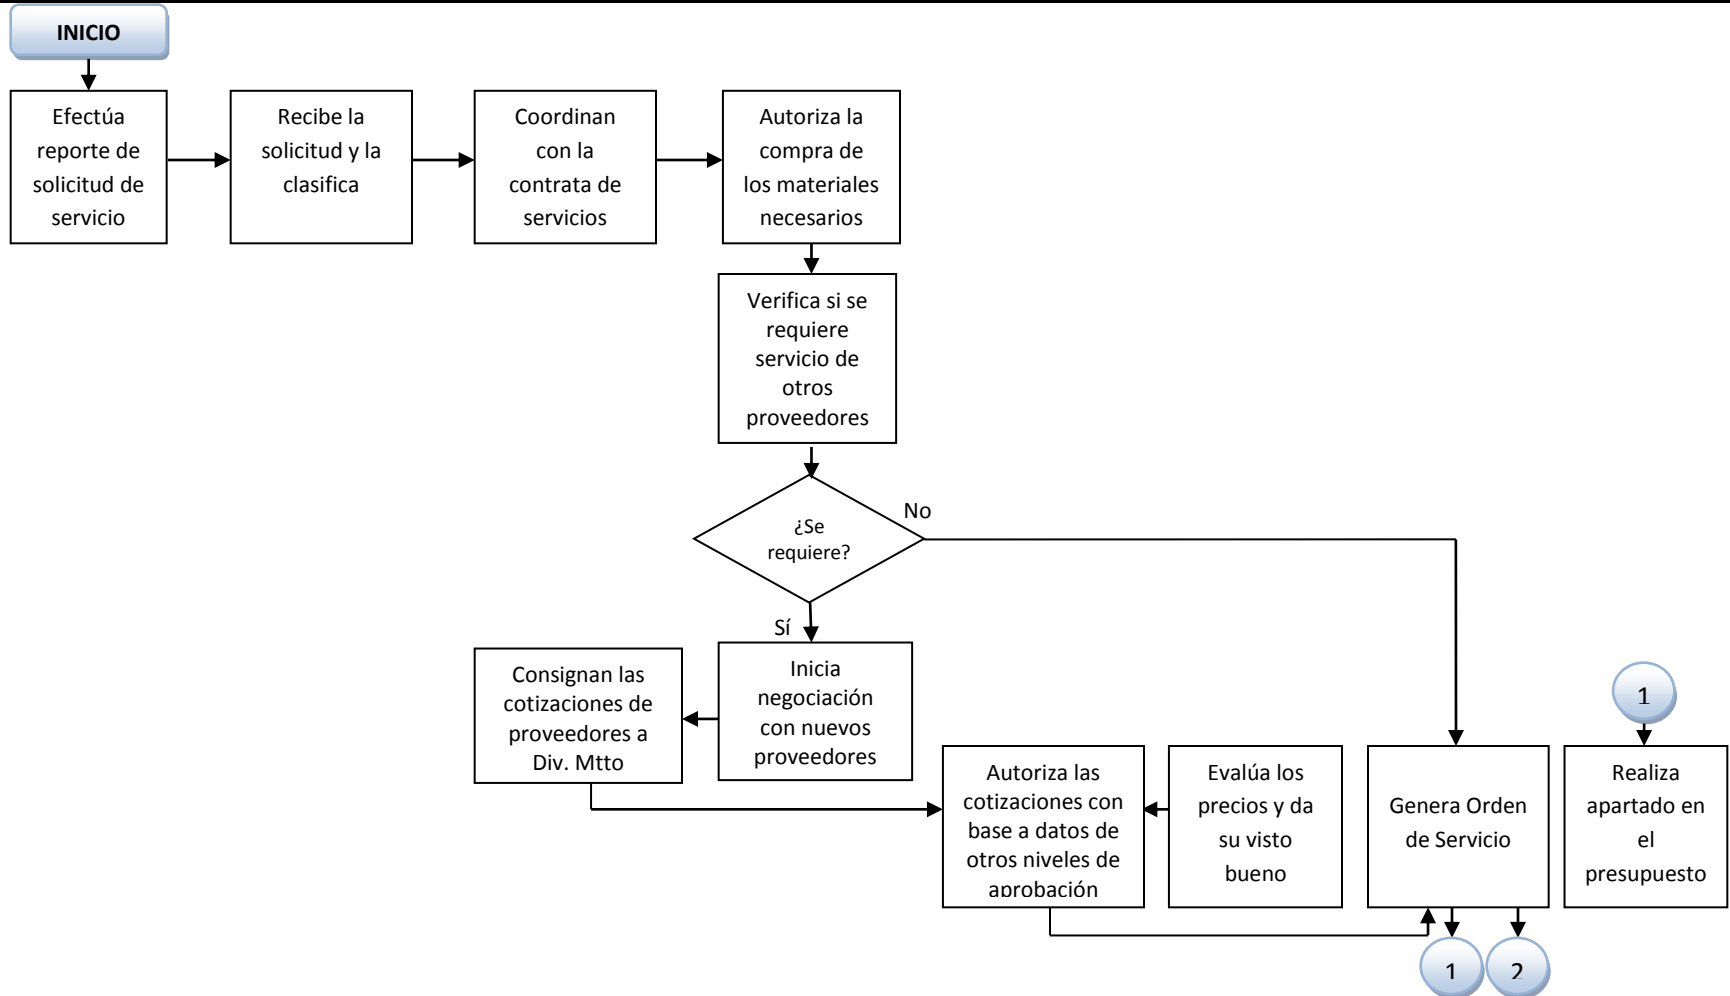 INICIO
Efectúa
reporte de
solicitud de
servicio
Recibe la
solicitud y la
clasifica
Coordinan
con la
contrata de
servicios
Autoriza la
compra de
los materiales
necesarios
Verifica si se
requiere
servicio de
otros
proveedores
¿Se
requiere?
No
Sí
Inicia
negociación
con nuevos
proveedores
Consignan las
cotizaciones de
proveedores a
Div. Mtto
Autoriza las
cotizaciones con
base a datos de
otros niveles de
aprobación
Evalúa los
precios y da
su visto
bueno
Genera Orden
de Servicio
1
Realiza
apartado en
el
presupuesto
1
2